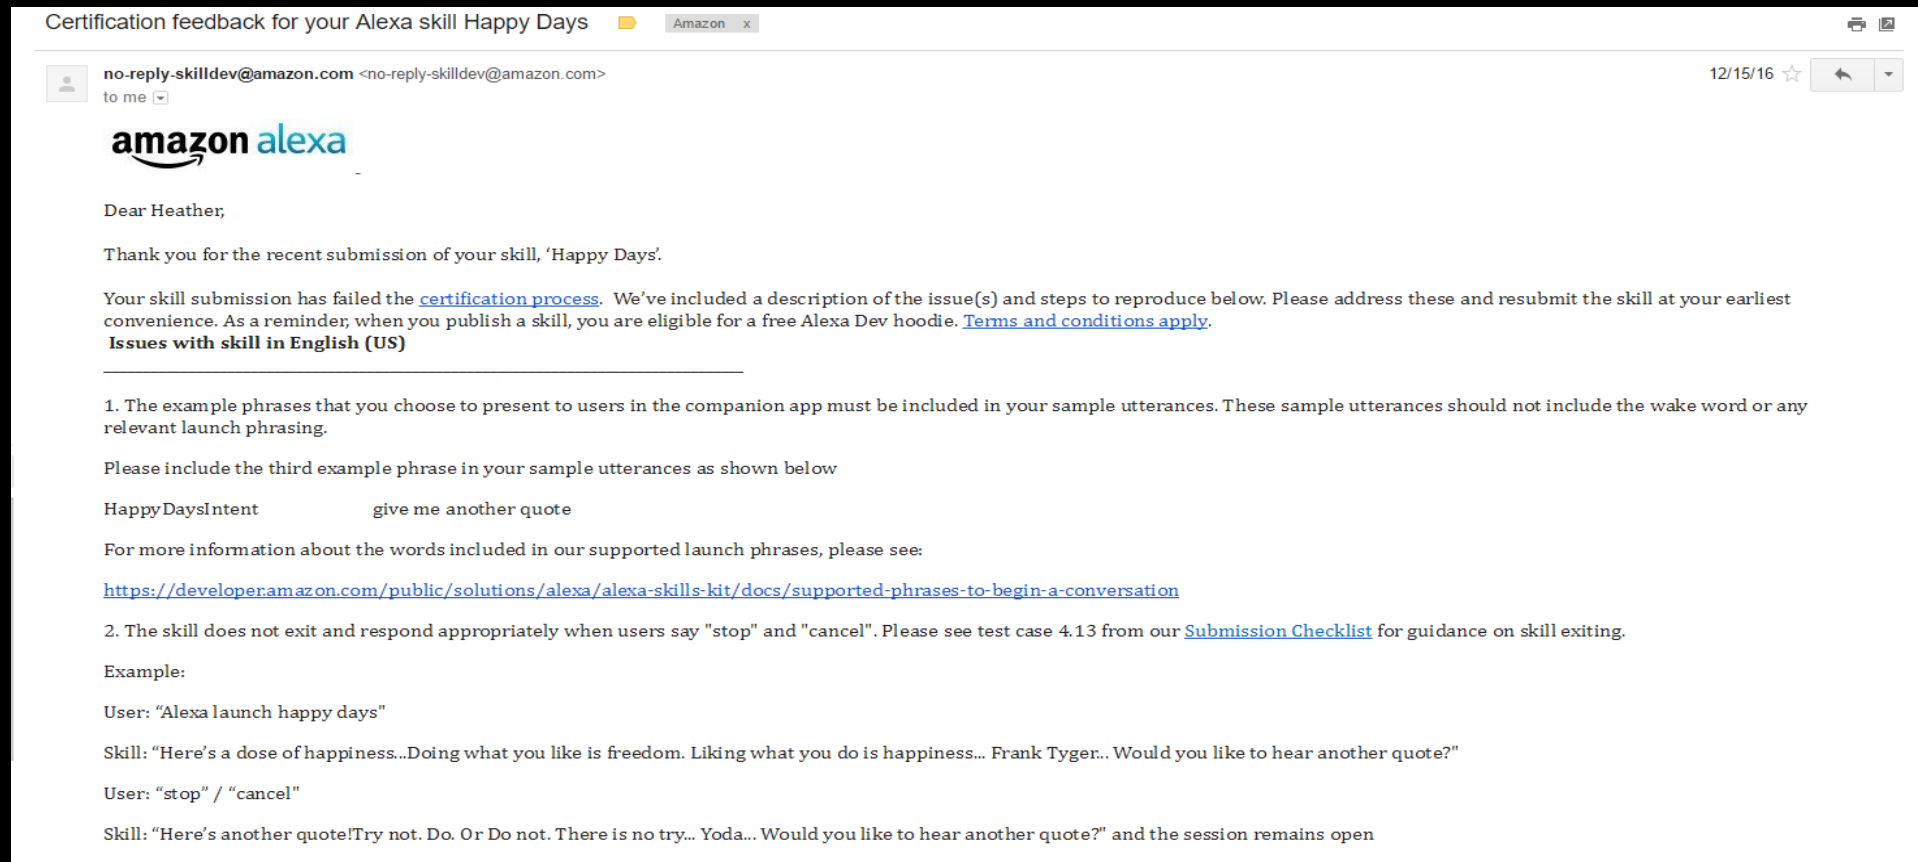 Certification feedback for your Alexa skill Happy Days
Amazon x
no-reply-skilldev@amazon.com <no-reply-skilldev@amazon.com>
12/15/16
to me
amazon alexa
Dear Heather,
Thank you for the recent submission of your skill, ‘Happy Days’.
Your skill submission has failed the certification process.  We’ve included a description of the issue(s) and steps to reproduce below. Please address these and resubmit the skill at your earliest
convenience. As a reminder, when you publish a skill, you are eligible for a free Alexa Dev hoodie. Terms and conditions apply.
Issues with skill in English (US)
1. The example phrases that you choose to present to users in the companion app must be included in your sample utterances. These sample utterances should not include the wake word or any
relevant launch phrasing.
Please include the third example phrase in your sample utterances as shown below
HappyDaysIntent give me another quote
For more information about the words included in our supported launch phrases, please see:
https://developer.amazon.com/public/solutions/alexa/alexa-skills-kit/docs/supported-phrases-to-begin-a-conversation
2. The skill does not exit and respond appropriately when users say "stop" and "cancel". Please see test case 4.13 from our Submission Checklist for guidance on skill exiting.
Example:
User: “Alexa launch happy days"
Skill: “Here’s a dose of happiness...Doing what you like is freedom. Liking what you do is happiness... Frank Tyger... Would you like to hear another quote?"
User: “stop” / “cancel"
Skill: “Here’s another quote!Try not. Do. Or Do not. There is no try... Yoda... Would you like to hear another quote?" and the session remains open